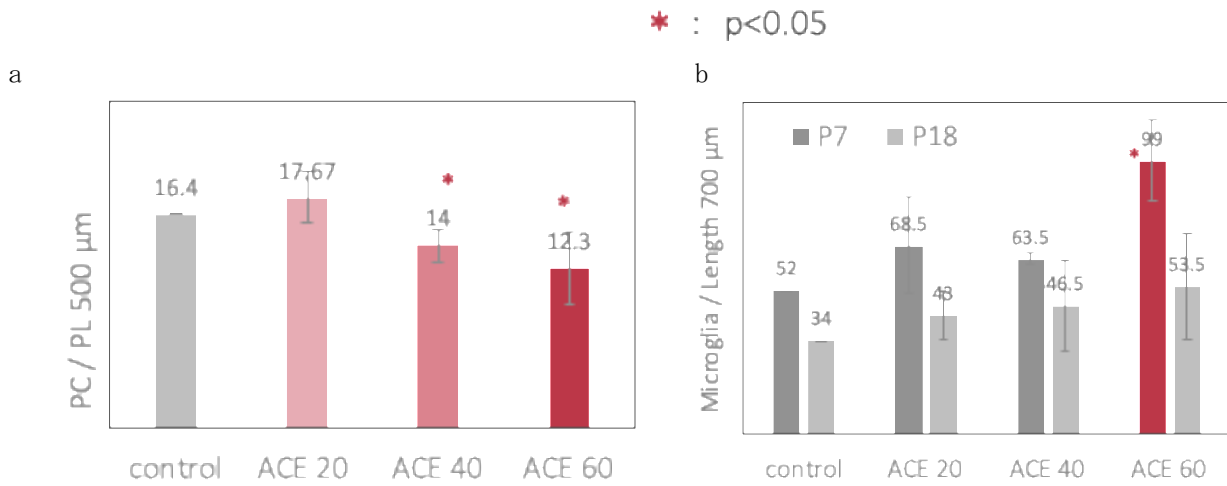 * : p<0.05
a
b
PC / PL 500 μm
16.4
17.67
*
14
*
12.3
control ACE 20 ACE 40 ACE 60
Microglia / Length 700 μm
P7 P18
52
34
68.5
43
63.5
46.5
*
99
53.5
control ACE 20 ACE 40 ACE 60